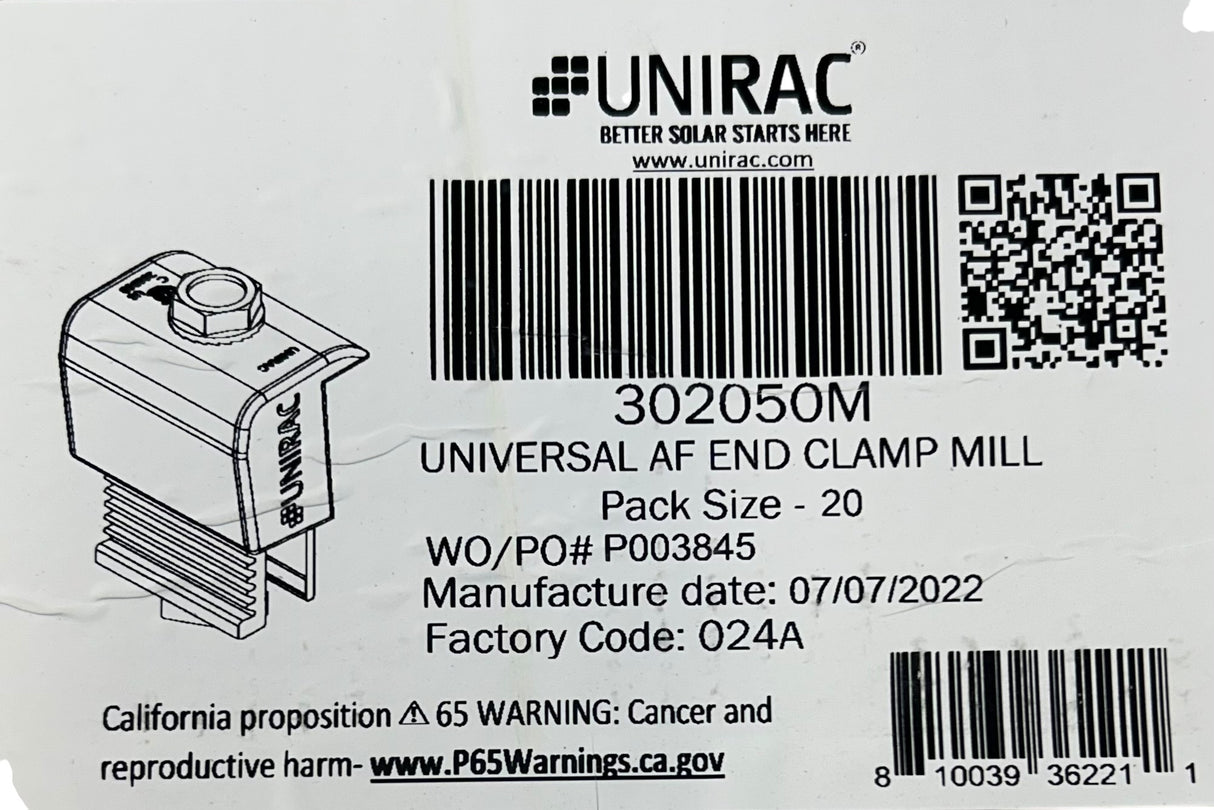 UNIRAC®
BETTER SOLAR STARTS HERE
www.unirac.com
302050M
UNIVERSAL AF END CLAMP MILL
Pack Size - 20
WO/PO# P003845
Manufacture date: 07/07/2022
Factory Code: 024A
UNIRAC
UNIRAC
California proposition ⚠ 65 WARNING: Cancer and
reproductive harm- www.P65Warnings.ca.gov
8 10039 36221 1